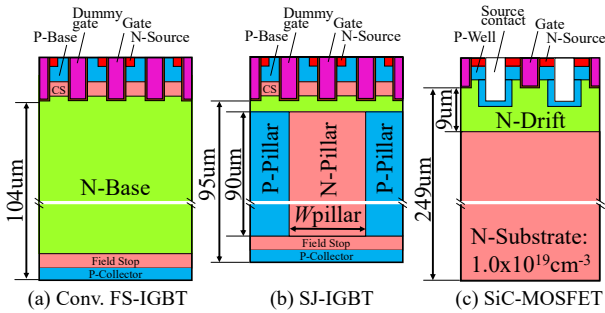 Dummy
gate
Gate
P-Base
N-Source
CS
104um
N-Base
Field Stop
P-Collector
(a) Conv. FS-IGBT
Dummy
gate
Gate
P-Base
N-Source
CS
95um
90um
P-Pillar
N-Pillar
P-Pillar
Wpillar
Field Stop
P-Collector
(b) SJ-IGBT
Source
contact
Gate
P-Well
N-Source
9um
249um
N-Drift
N-Substrate:
1.0x10¹⁹cm⁻³
(c) SiC-MOSFET